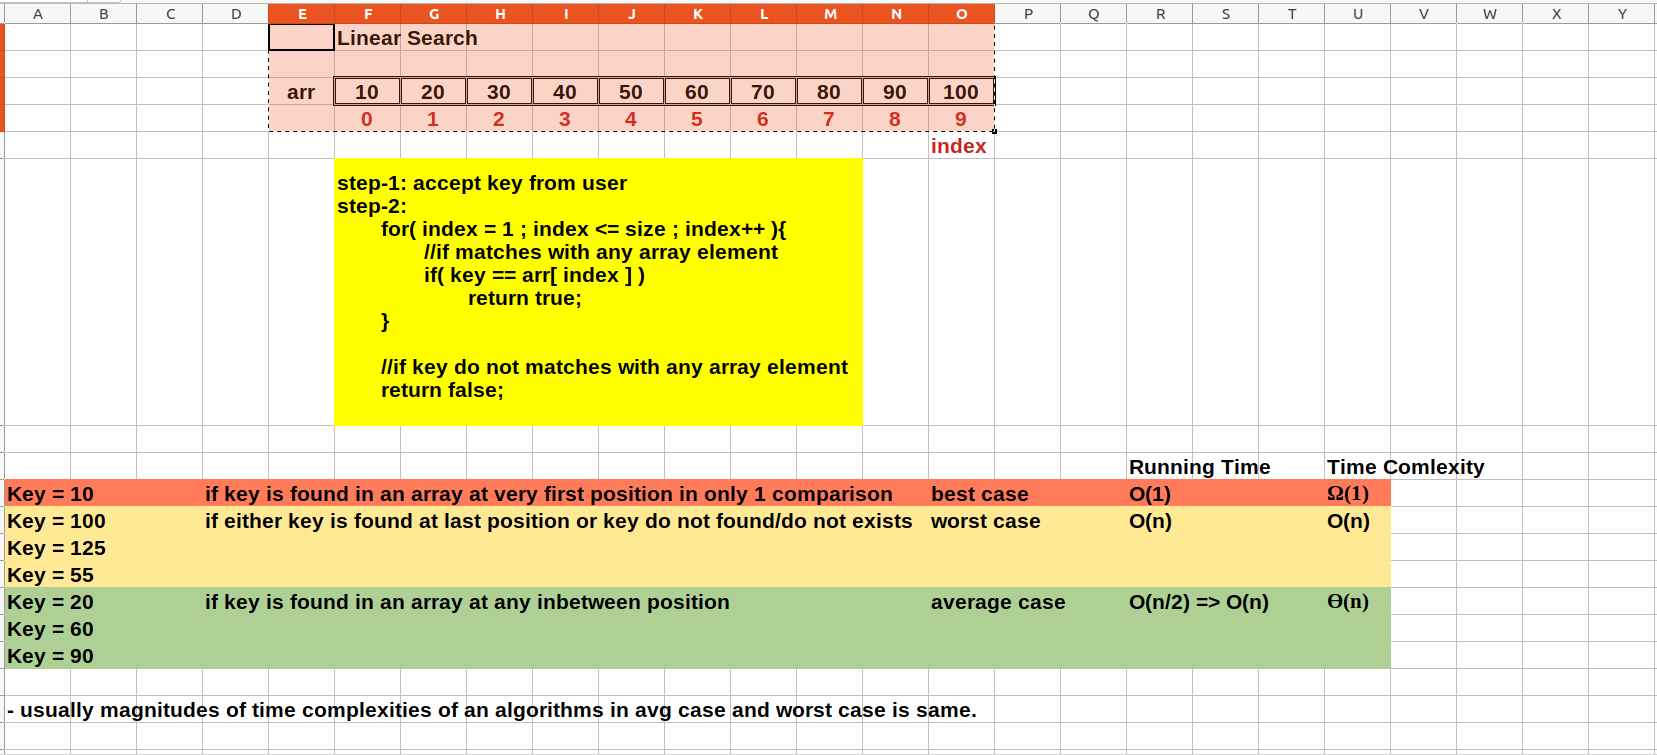 A B C D E F G H I J K L M N O P Q R S T U V W X Y
Linear Search
arr 10 20 30 40 50 60 70 80 90 100
0 1 2 3 4 5 6 7 8 9
index
step-1: accept key from user
step-2:
for( index = 1 ; index <= size ; index++ ){
//if matches with any array element
if( key == arr[ index ] )
return true;
}
//if key do not matches with any array element
return false;
Running Time Time Comlexity
Key = 10 if key is found in an array at very first position in only 1 comparison best case O(1) Ω(1)
Key = 100 if either key is found at last position or key do not found/do not exists worst case O(n) O(n)
Key = 125
Key = 55
Key = 20 if key is found in an array at any inbetween position average case O(n/2) => O(n) ϴ(n)
Key = 60
Key = 90
- usually magnitudes of time complexities of an algorithms in avg case and worst case is same.